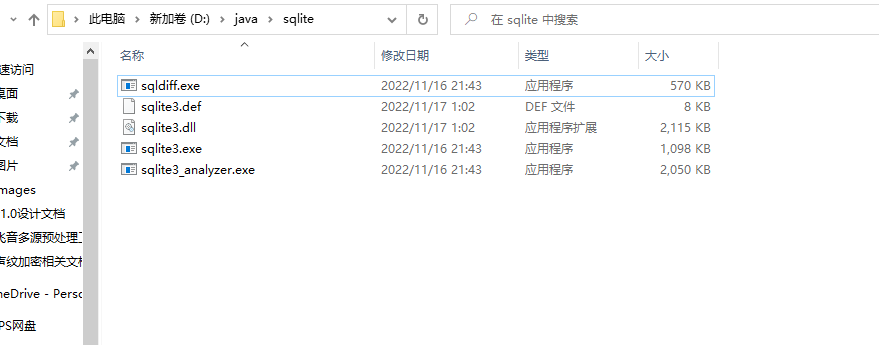 此电脑 > 新加卷 (D:) > java > sqlite
在 sqlite 中搜索
名称 修改日期 类型 大小
sqldiff.exe 2022/11/16 21:43 应用程序 570 KB
sqlite3.def 2022/11/17 1:02 DEF 文件 8 KB
sqlite3.dll 2022/11/17 1:02 应用程序扩展 2,115 KB
sqlite3.exe 2022/11/16 21:43 应用程序 1,098 KB
sqlite3_analyzer.exe 2022/11/16 21:43 应用程序 2,050 KB
速访问
桌面
下载
文档
图片
mages
1.0设计文档
飞音多源预处理
声纹加密相关文
neDrive - Perso
PS网盘